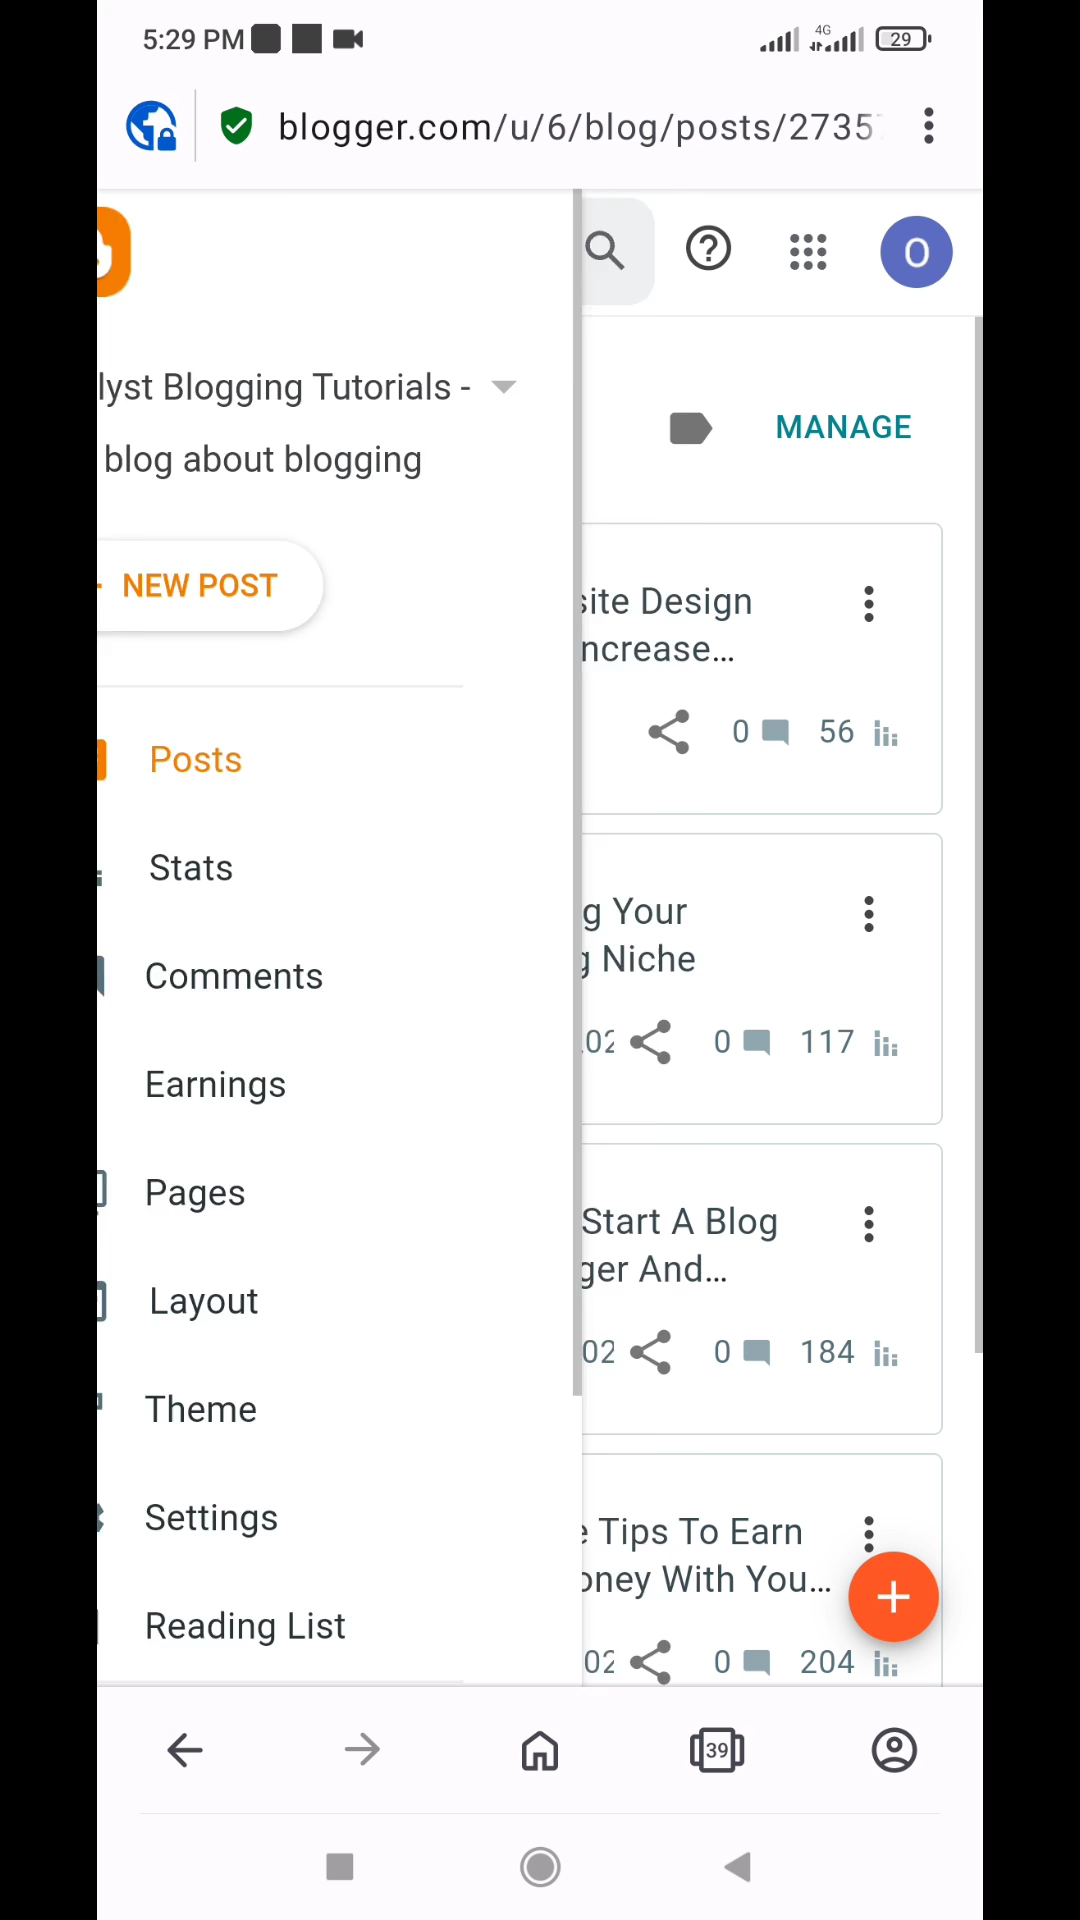 5:29 PM
4G
29
blogger.com/u/6/blog/posts/2735
O
lyst Blogging Tutorials -
blog about blogging
MANAGE
NEW POST
site Design
ncrease...
0 56
Posts
Stats
g Your
g Niche
Comments
02 0 117
Earnings
Pages
Start A Blog
ger And...
Layout
02 0 184
Theme
Settings
e Tips To Earn
oney With You...
Reading List
02 0 204
39